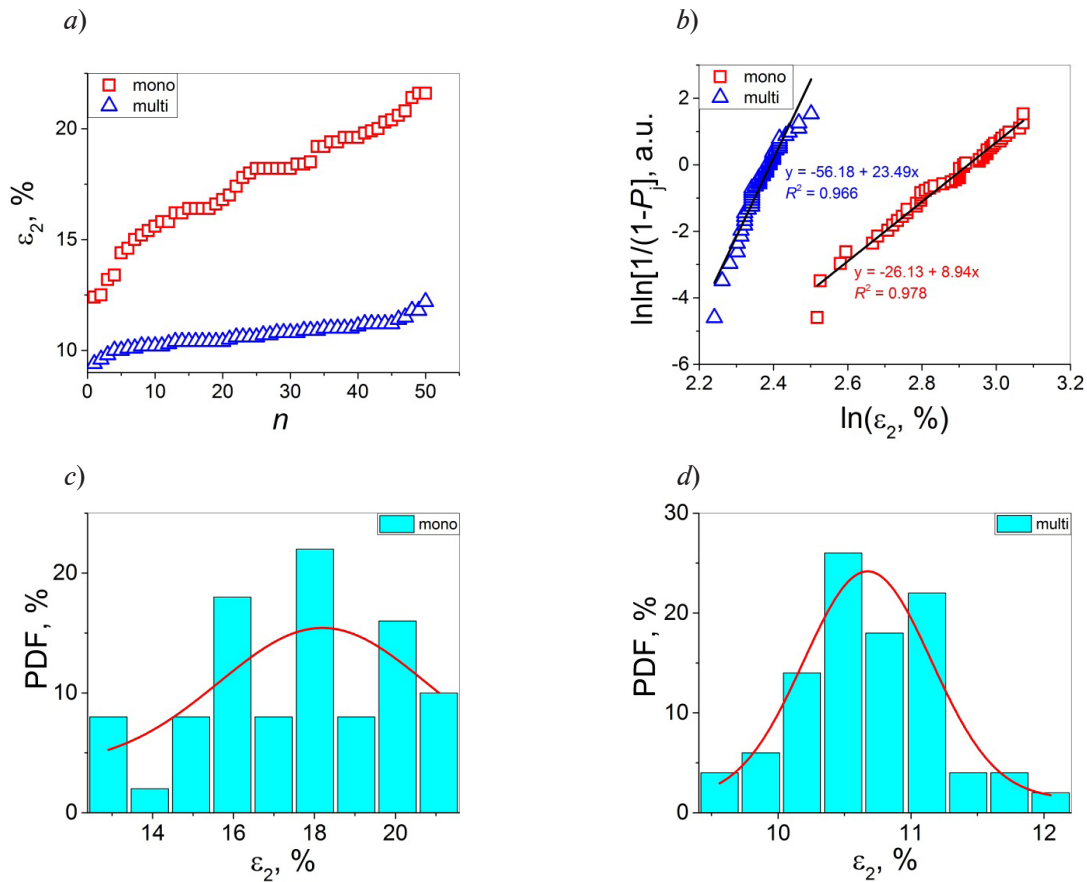 a)
mono
multi
20
15
10
ε2, %
0 10 20 30 40 50
n
b)
mono
multi
2
0
-2
-4
-6
lnln[1/(1-Pj], a.u.
y = -56.18 + 23.49x
R² = 0.966
y = -26.13 + 8.94x
R² = 0.978
2.2 2.4 2.6 2.8 3.0 3.2
ln(ε2, %)
c)
mono
20
10
0
PDF, %
14 16 18 20
ε2, %
d)
multi
30
20
10
0
PDF, %
10 11 12
ε2, %